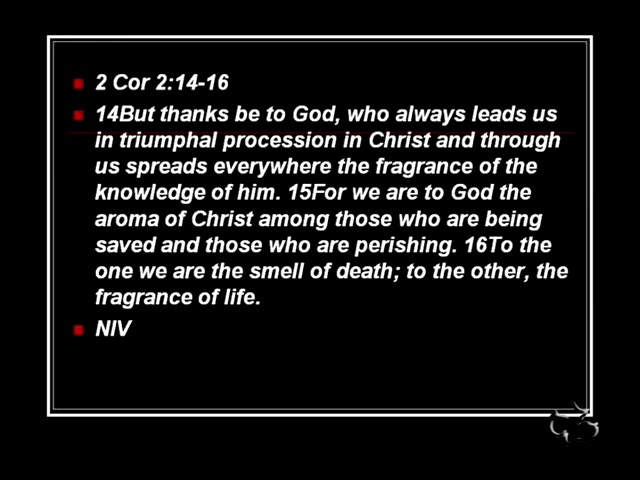 2 Cor 2:14-16
14But thanks be to God, who always leads us
in triumphal procession in Christ and through
us spreads everywhere the fragrance of the
knowledge of him. 15For we are to God the
aroma of Christ among those who are being
saved and those who are perishing. 16To the
one we are the smell of death; to the other, the
fragrance of life.
NIV